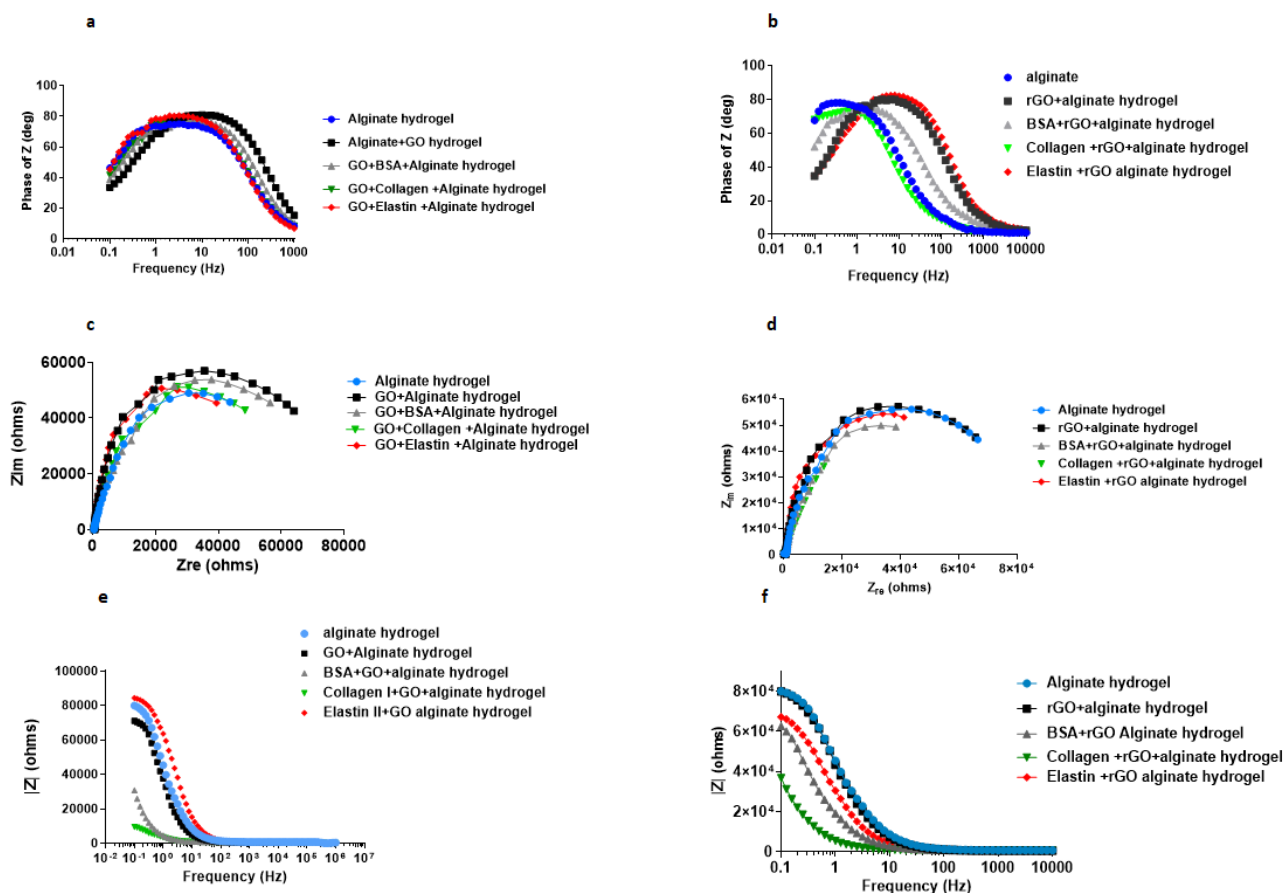 a
100
80
60
40
20
0
Phase of Z (deg)
0.01 0.1 1 10 100 1000
Frequency (Hz)
Alginate hydrogel
Alginate+GO hydrogel
GO+BSA+Alginate hydrogel
GO+Collagen +Alginate hydrogel
GO+Elastin +Alginate hydrogel
b
100
80
60
40
20
0
Phase of Z (deg)
0.01 0.1 1 10 100 1000 10000
Frequency (Hz)
alginate
rGO+alginate hydrogel
BSA+rGO+alginate hydrogel
Collagen +rGO+alginate hydrogel
Elastin +rGO alginate hydrogel
c
60000
40000
20000
0
ZIm (ohms)
0 20000 40000 60000 80000
Zre (ohms)
Alginate hydrogel
GO+Alginate hydrogel
GO+BSA+Alginate hydrogel
GO+Collagen +Alginate hydrogel
GO+Elastin +Alginate hydrogel
d
6×10⁴
5×10⁴
4×10⁴
3×10⁴
2×10⁴
1×10⁴
0
Zᵢₘ (ohms)
0 2×10⁴ 4×10⁴ 6×10⁴ 8×10⁴
Zᵣₑ (ohms)
Alginate hydrogel
rGO+alginate hydrogel
BSA+rGO+alginate hydrogel
Collagen +rGO+alginate hydrogel
Elastin +rGO alginate hydrogel
e
100000
80000
60000
40000
20000
0
|Z| (ohms)
10⁻² 10⁻¹ 10⁰ 10¹ 10² 10³ 10⁴ 10⁵ 10⁶ 10⁷
Frequency (Hz)
alginate hydrogel
GO+Alginate hydrogel
BSA+GO+alginate hydrogel
Collagen I+GO+alginate hydrogel
Elastin II+GO alginate hydrogel
f
8×10⁴
6×10⁴
4×10⁴
2×10⁴
0
|Z| (ohms)
0.1 1 10 100 1000 10000
Frequency (Hz)
Alginate hydrogel
rGO+alginate hydrogel
BSA+rGO Alginate hydrogel
Collagen +rGO+alginate hydrogel
Elastin +rGO alginate hydrogel